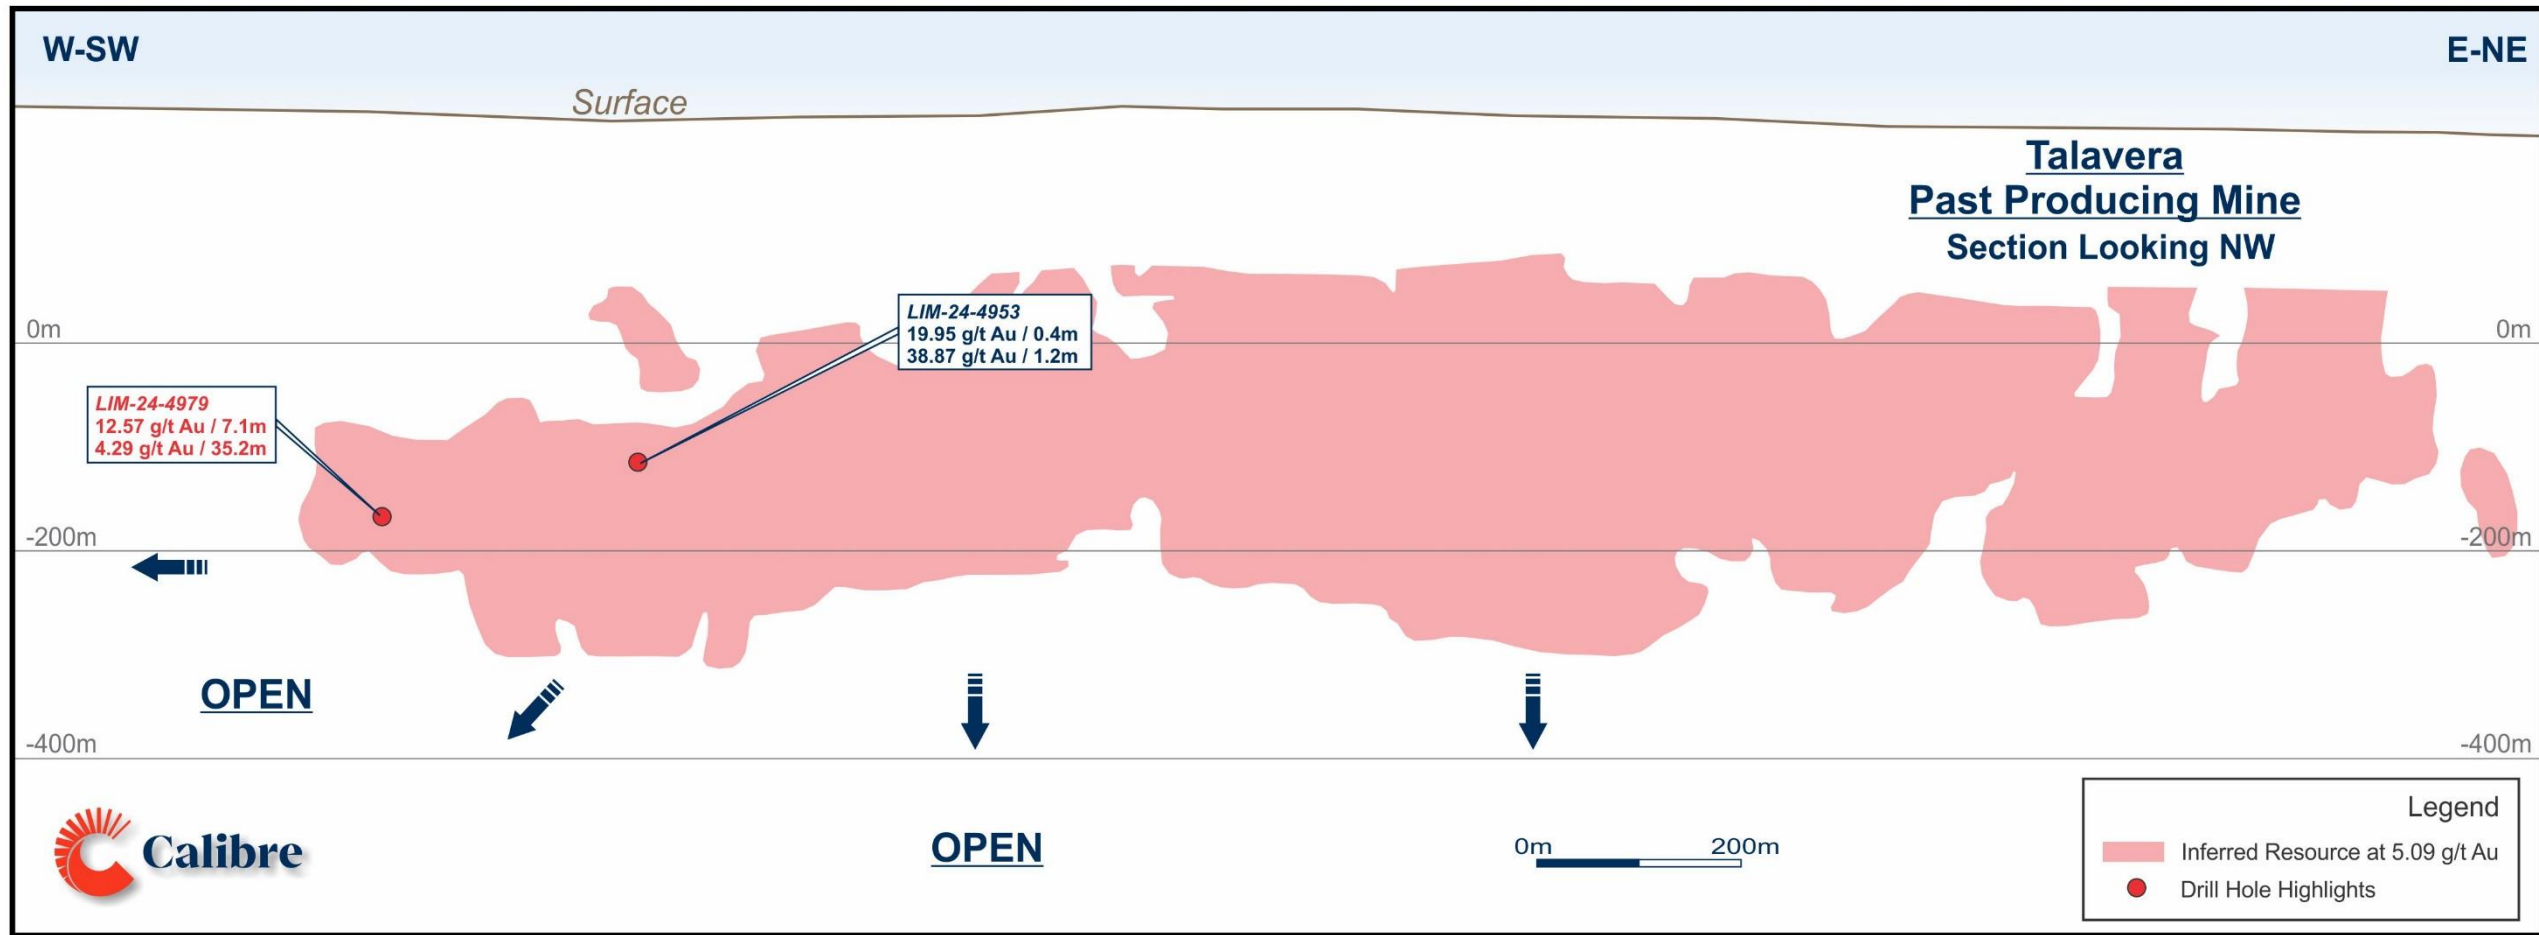 W-SW
E-NE
Surface
Talavera
Past Producing Mine
Section Looking NW
LIM-24-4953
19.95 g/t Au / 0.4m
38.87 g/t Au / 1.2m
0m
0m
LIM-24-4979
12.57 g/t Au / 7.1m
4.29 g/t Au / 35.2m
-200m
-200m
OPEN
-400m
-400m
Calibre
OPEN
0m 200m
Legend
Inferred Resource at 5.09 g/t Au
Drill Hole Highlights